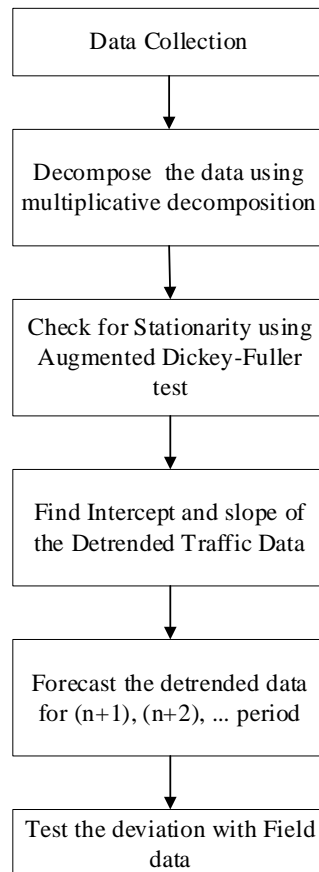 Data Collection
Decompose the data using
multiplicative decomposition
Check for Stationarity using
Augmented Dickey-Fuller
test
Find Intercept and slope of
the Detrended Traffic Data
Forecast the detrended data
for (n+1), (n+2), ... period
Test the deviation with Field
data